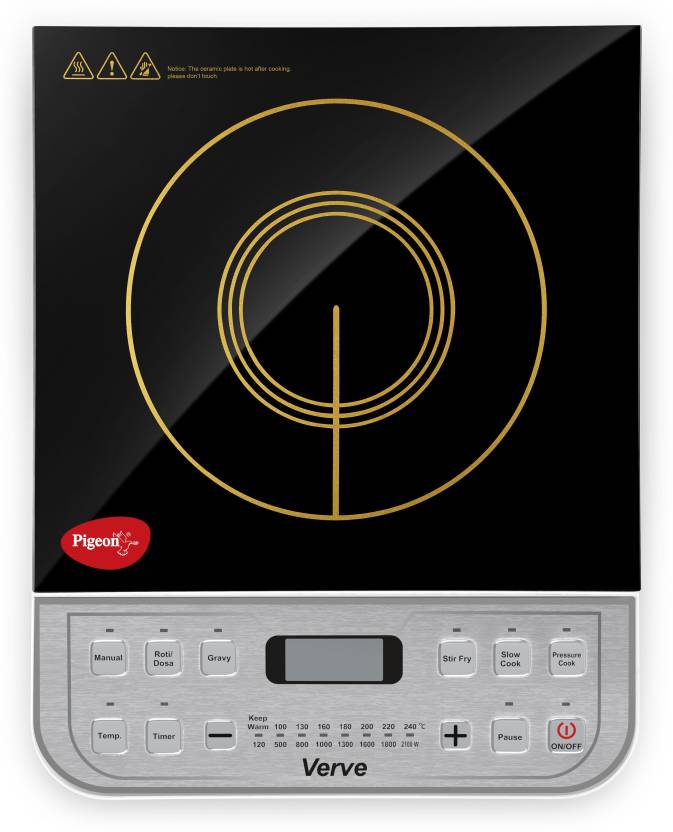 Notice: The ceramic plate is hot after cooking,
please don't touch.
Pigeon
Manual
Roti/
Dosa
Gravy
Stir Fry
Slow
Cook
Pressure
Cook
Temp.
Timer
Keep
Warm 100 130 160 180 200 220 240 °C
120 500 800 1000 1300 1600 1800 2100 W
Pause
ON/OFF
Verve